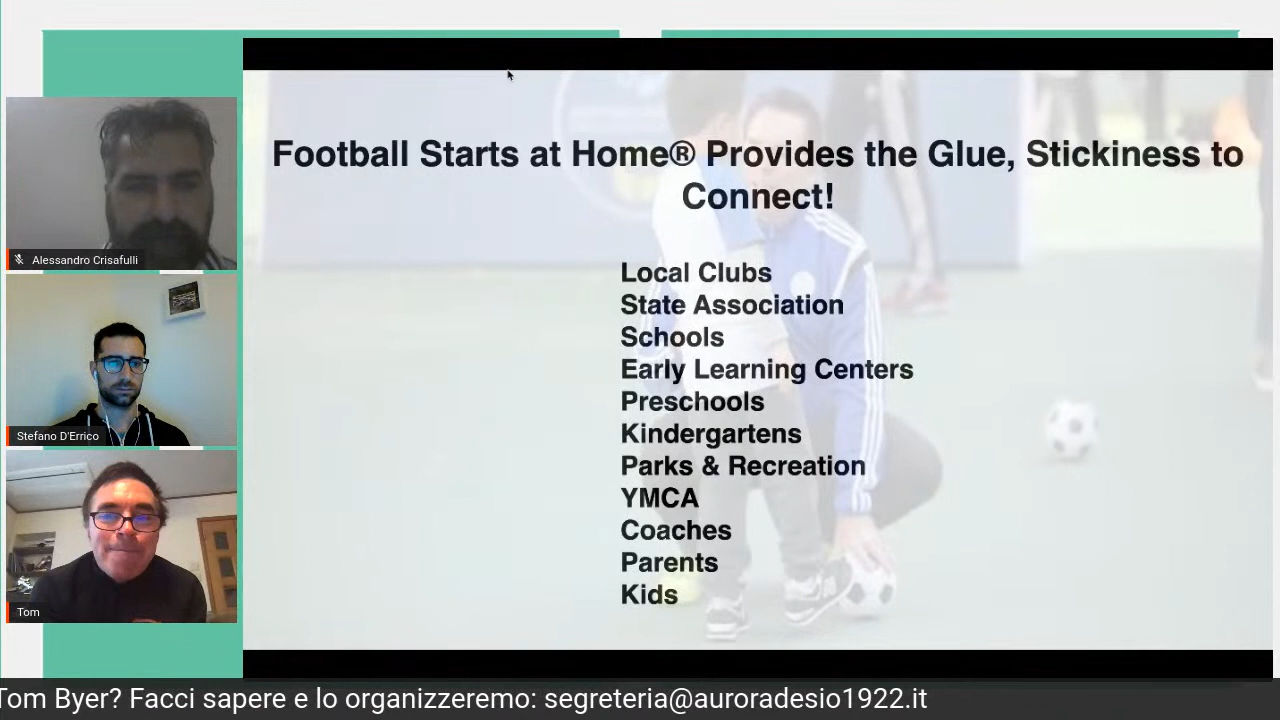 Football Starts at Home® Provides the Glue, Stickiness to
Connect!
Local Clubs
State Association
Schools
Early Learning Centers
Preschools
Kindergartens
Parks & Recreation
YMCA
Coaches
Parents
Kids
Alessandro Crisafulli
Stefano D'Errico
Tom
Tom Byer? Facci sapere e lo organizzeremo: segreteria@auroradesio1922.it